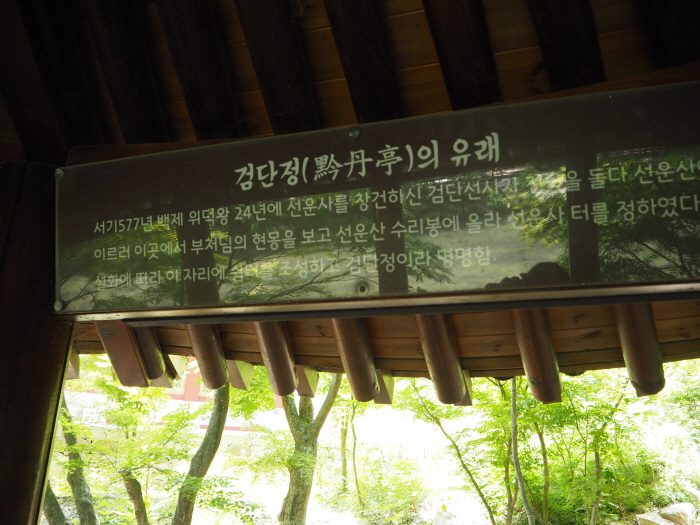 검단정(黔丹亭)의 유래
서기577년 백제 위덕왕 24년에 선운사를 창건하신 검단선사가 을 둘다 선운산에
이르러 이곳에서 부처님의 현몽을 보고 선운산 수리봉에 올라 선운사 터를 정하였다
설화에 따라 이 자리에 쉼터를 조성하고 검단정이라 명명함.